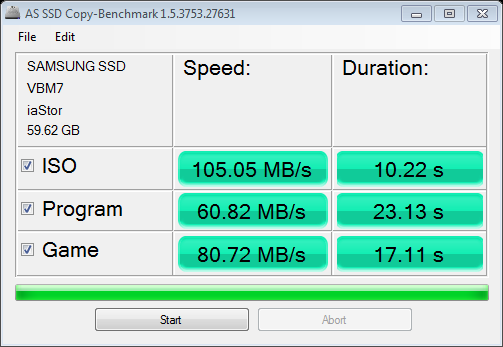 AS SSD Copy-Benchmark 1.5.3753.27631
File Edit
SAMSUNG SSD
VBM7
iaStor
59.62 GB
Speed:
Duration:
ISO
105.05 MB/s
10.22 s
Program
60.82 MB/s
23.13 s
Game
80.72 MB/s
17.11 s
Start
Abort